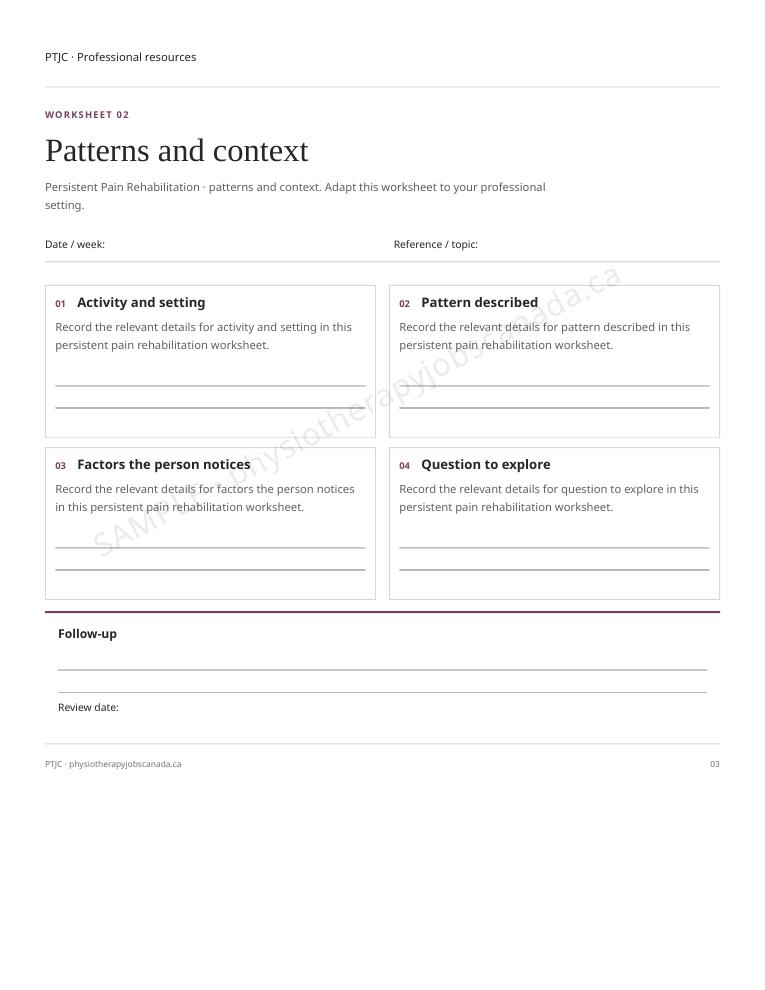 PTJC · Professional resources
WORKSHEET 02
Patterns and context
Persistent Pain Rehabilitation · patterns and context. Adapt this worksheet to your professional
setting.
Date / week:
Reference / topic:
01 Activity and setting
Record the relevant details for activity and setting in this
persistent pain rehabilitation worksheet.
02 Pattern described
Record the relevant details for pattern described in this
persistent pain rehabilitation worksheet.
03 Factors the person notices
Record the relevant details for factors the person notices
in this persistent pain rehabilitation worksheet.
04 Question to explore
Record the relevant details for question to explore in this
persistent pain rehabilitation worksheet.
SAMPLE · physiotherapyjobscanada.ca
Follow-up
Review date:
PTJC · physiotherapyjobscanada.ca
03